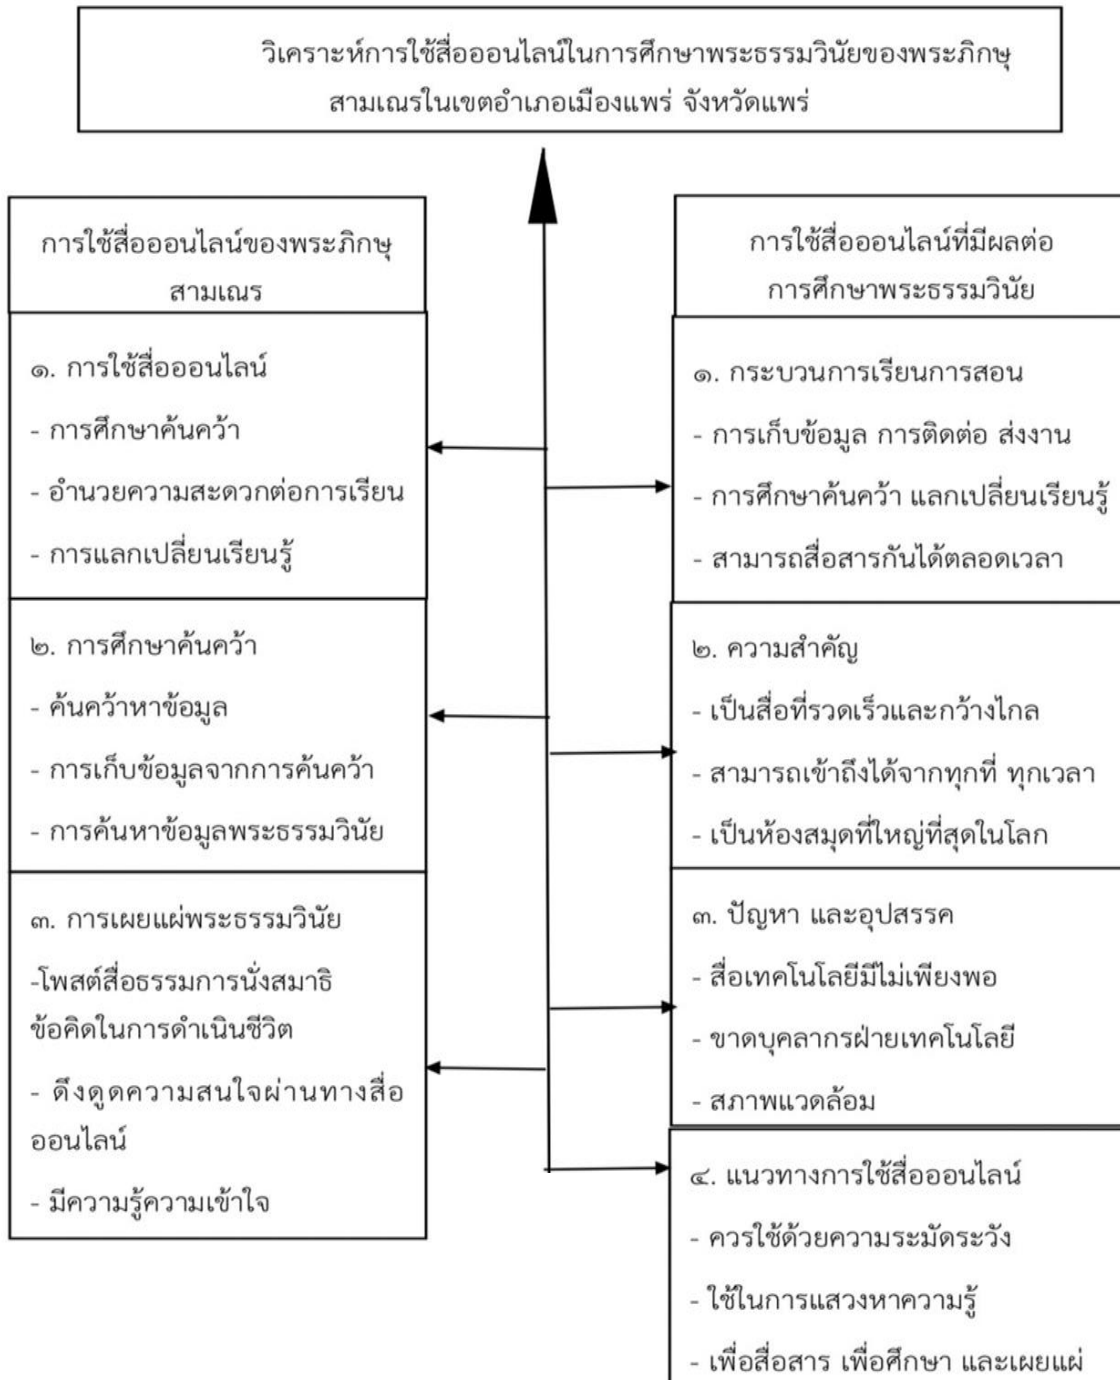 วิเคราะห์การใช้สื่อออนไลน์ในการศึกษาพระธรรมวินัยของพระภิกษุ
สามเณรในเขตอำเภอเมืองแพร่ จังหวัดแพร่
การใช้สื่อออนไลน์ของพระภิกษุ
สามเณร
๑. การใช้สื่อออนไลน์
- การศึกษาค้นคว้า
- อำนวยความสะดวกต่อการเรียน
- การแลกเปลี่ยนเรียนรู้
๒. การศึกษาค้นคว้า
- ค้นคว้าหาข้อมูล
- การเก็บข้อมูลจากการค้นคว้า
- การค้นหาข้อมูลพระธรรมวินัย
๓. การเผยแผ่พระธรรมวินัย
-โพสต์สื่อธรรมการนั่งสมาธิ
ข้อคิดในการดำเนินชีวิต
- ดึงดูดความสนใจผ่านทางสื่อ
ออนไลน์
- มีความรู้ความเข้าใจ
การใช้สื่อออนไลน์ที่มีผลต่อ
การศึกษาพระธรรมวินัย
๑. กระบวนการเรียนการสอน
- การเก็บข้อมูล การติดต่อ ส่งงาน
- การศึกษาค้นคว้า แลกเปลี่ยนเรียนรู้
- สามารถสื่อสารกันได้ตลอดเวลา
๒. ความสำคัญ
- เป็นสื่อที่รวดเร็วและกว้างไกล
- สามารถเข้าถึงได้จากทุกที่ ทุกเวลา
- เป็นห้องสมุดที่ใหญ่ที่สุดในโลก
๓. ปัญหา และอุปสรรค
- สื่อเทคโนโลยีมีไม่เพียงพอ
- ขาดบุคลากรฝ่ายเทคโนโลยี
- สภาพแวดล้อม
๔. แนวทางการใช้สื่อออนไลน์
- ควรใช้ด้วยความระมัดระวัง
- ใช้ในการแสวงหาความรู้
- เพื่อสื่อสาร เพื่อศึกษา และเผยแผ่